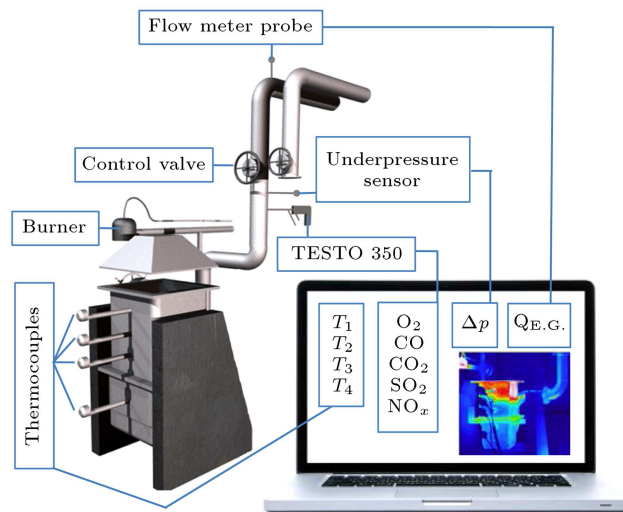 Flow meter probe
Control valve
Underpressure
sensor
Burner
TESTO 350
Thermocouples
T₁
T₂
T₃
T₄
O₂
CO
CO₂
SO₂
NOₓ
Δp
Q_E.G.